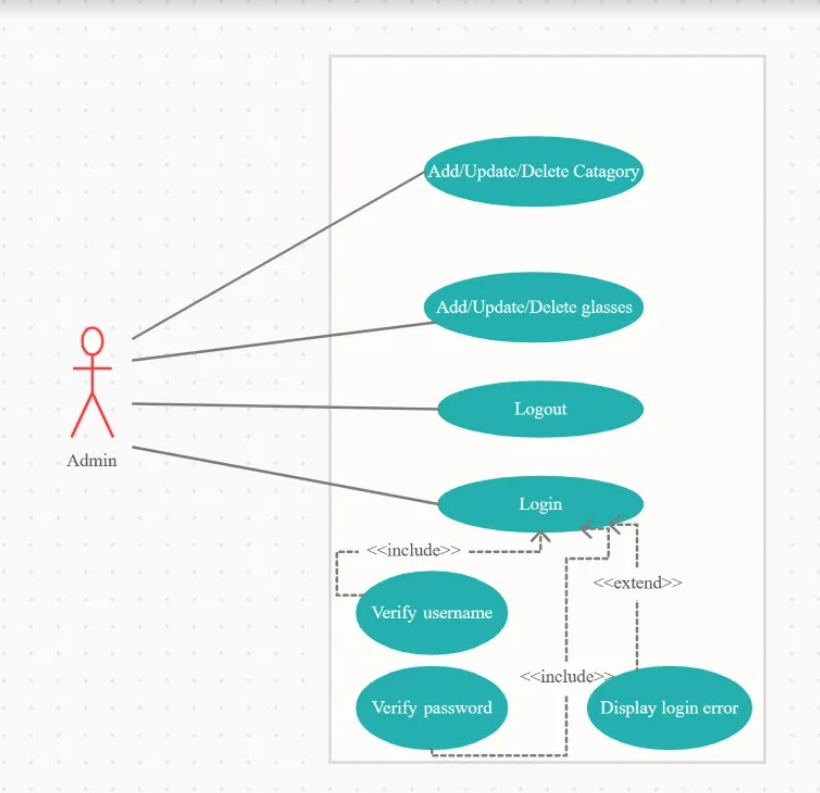 Add/Update/Delete Catagory
Add/Update/Delete glasses
Logout
Admin
Login
<<include>>
<<extend>>
Verify username
<<include>>
Verify password
Display login error